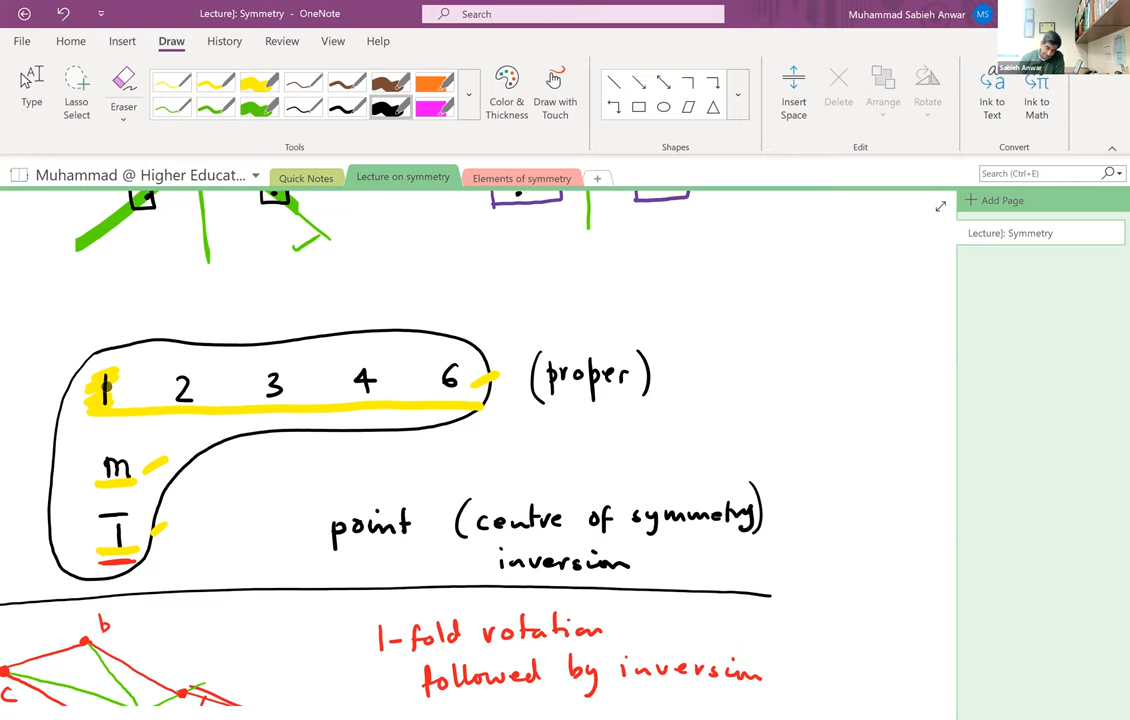 Lecture]: Symmetry - OneNote
Search
Muhammad Sabieh Anwar
MS
Sabieh Anwar
File Home Insert Draw History Review View Help
Type
Lasso Select
Eraser
Color & Thickness
Draw with Touch
Insert Space
Delete
Arrange
Rotate
Ink to Text
Ink to Math
Tools
Shapes
Edit
Convert
Muhammad @ Higher Educat...
Quick Notes
Lecture on symmetry
Elements of symmetry
Search (Ctrl+E)
Add Page
Lecture]: Symmetry
1 2 3 4 6 (proper)
m
1̅ point (centre of symmetry)
inversion
b
1-fold rotation
followed by inversion
c